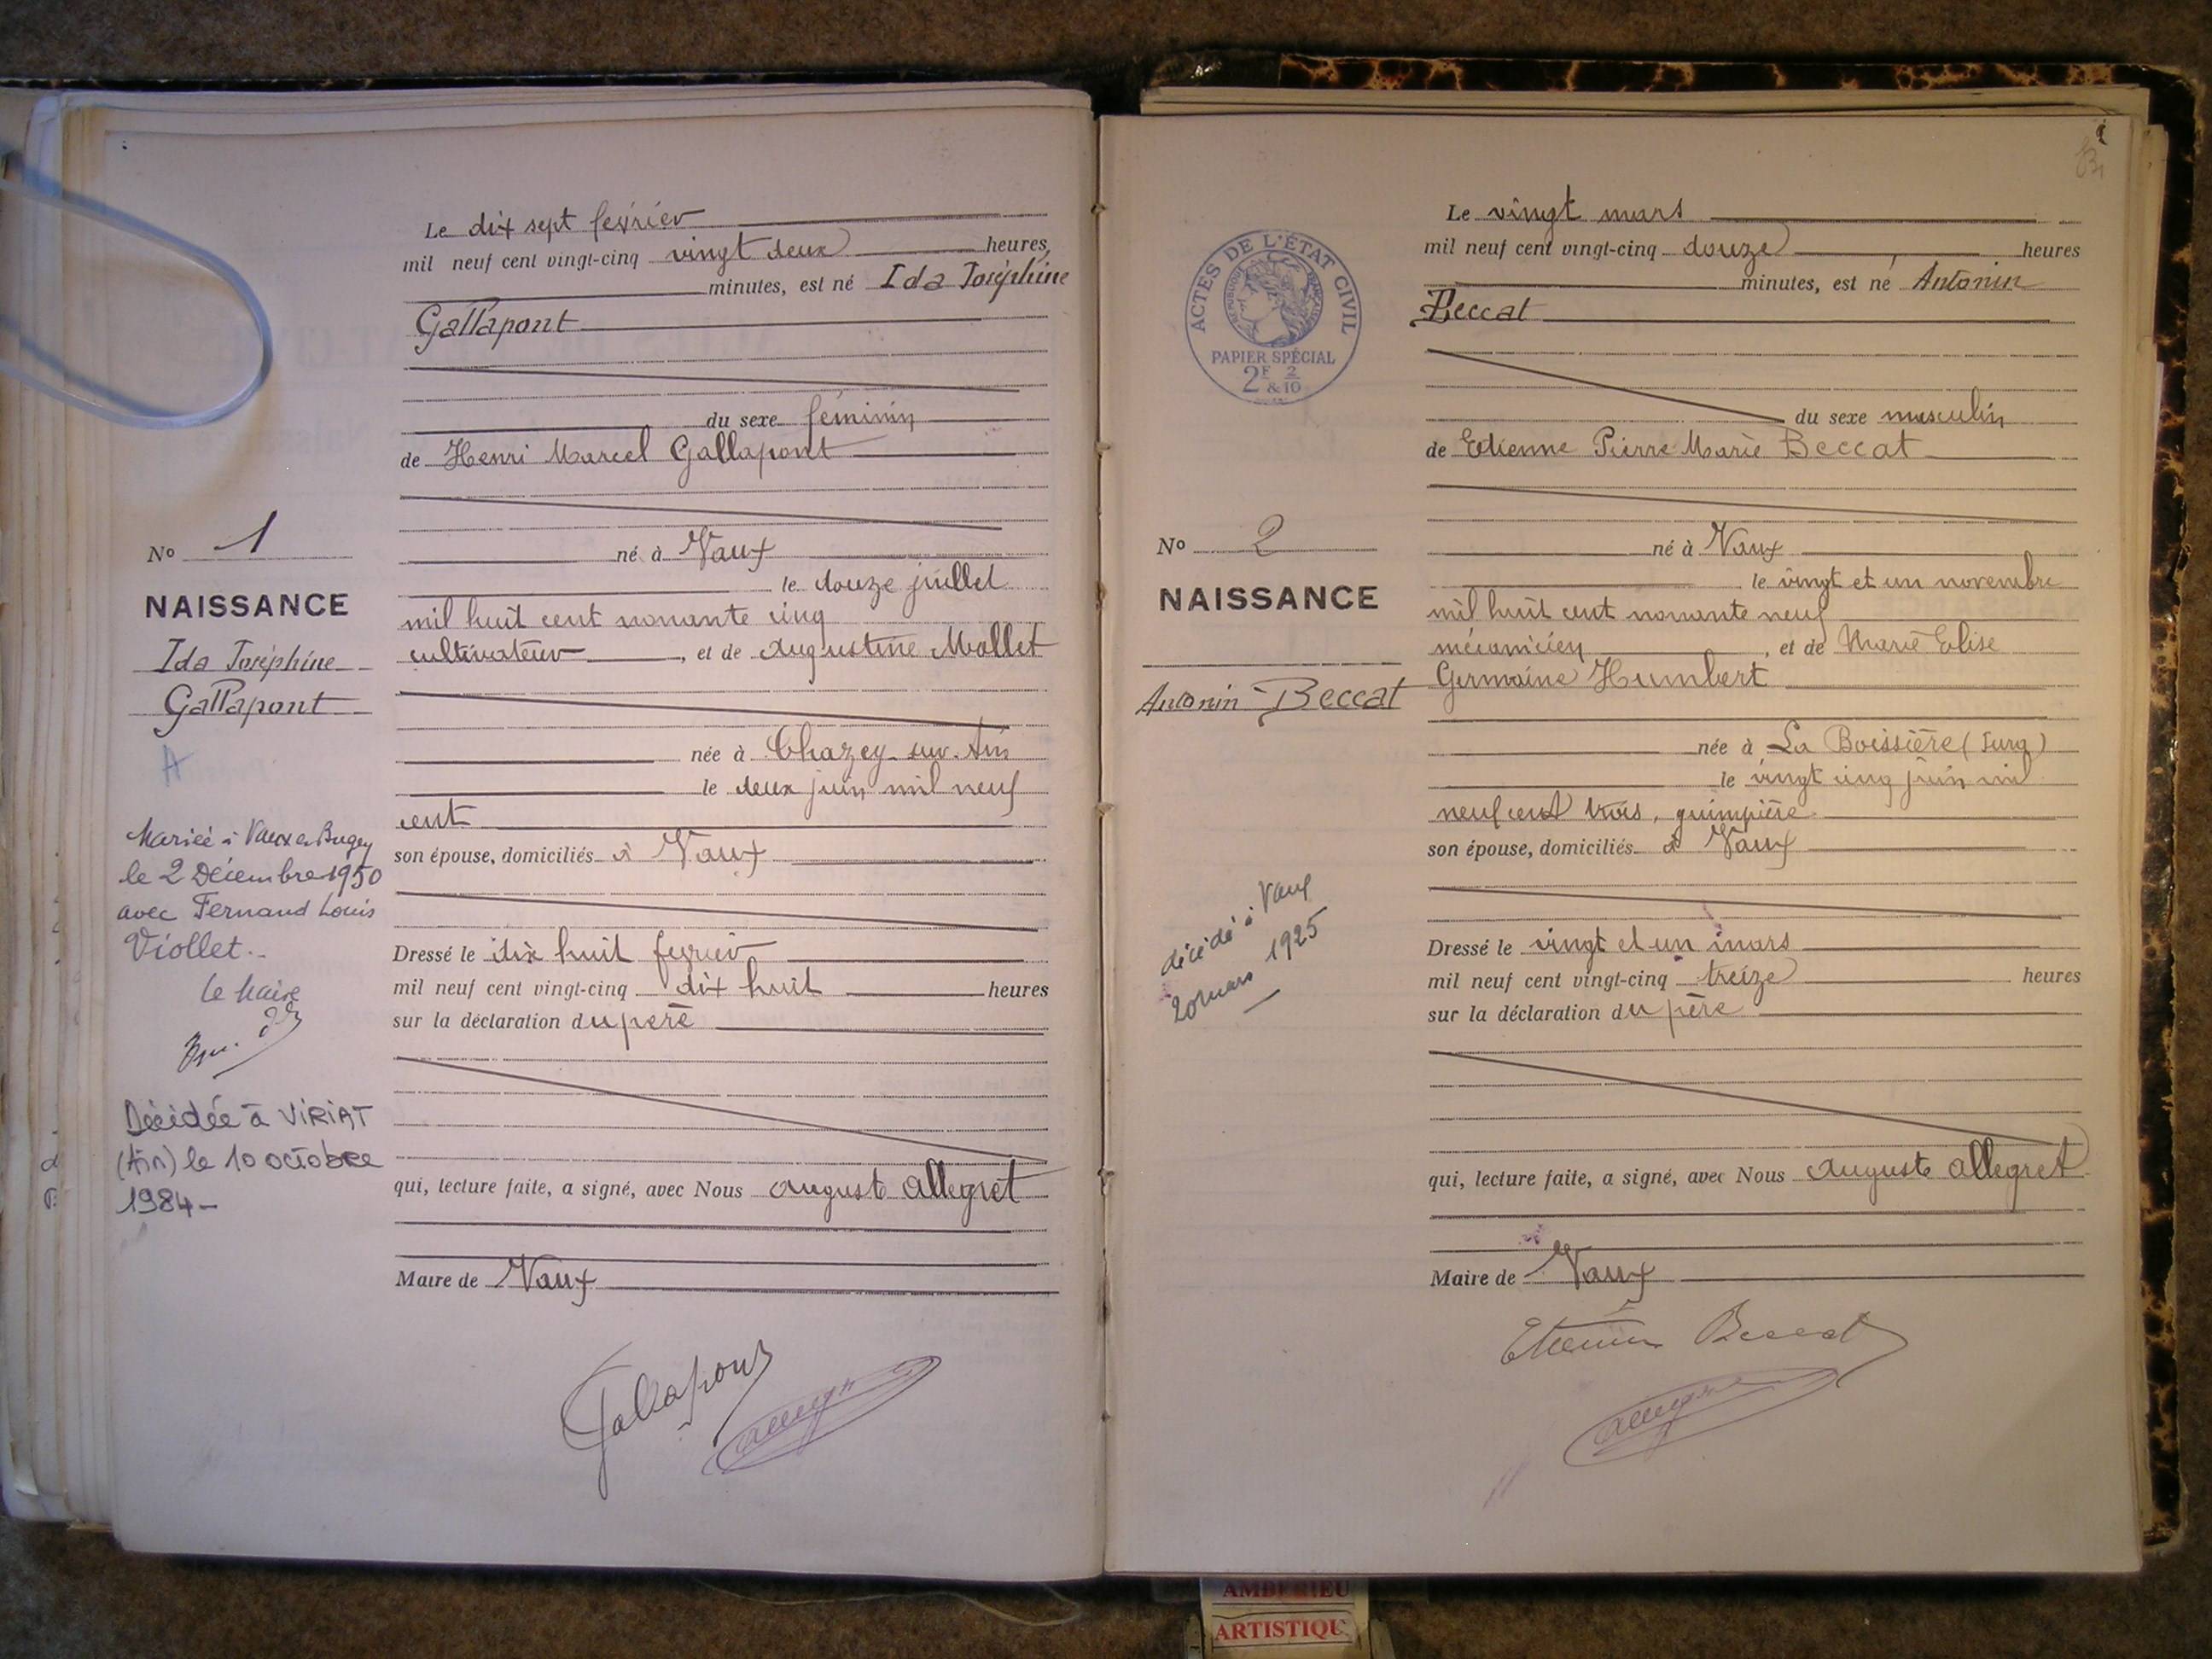 Le dix sept fevrier
mil neuf cent vingt-cinq vingt deux heures,
minutes, est né Ida Joséphine
Gallapont
du sexe féminin
de Henri Marcel Gallapont
né à Vaux
le douze juillet
mil huit cent nonante cinq
cultivateur, et de Augustine Mollet
née à Chazey-sur-Ain
le deux juin mil neuf
cent
son épouse, domiciliés à Vaux
Dressé le dix huit fevrier
mil neuf cent vingt-cinq dix huit heures
sur la déclaration du père
qui, lecture faite, a signé, avec Nous Auguste Allegret
Maire de Vaux
Gallapont
No 1
NAISSANCE
Ida Joséphine
Gallapont
A
Mariée à Vaux en Bugey
le 2 Décembre 1950
avec Fernand Louis
Viollet.
Le Maire
Décédée à VIRIAT
(Ain) le 10 octobre
1984-
2
ACTES DE L'ÉTAT CIVIL
RÉPUBLIQUE FRANÇAISE
PAPIER SPÉCIAL
2F 2
& 10
Le vingt mars
mil neuf cent vingt-cinq douze heures
minutes, est né Antonin
Beccat
du sexe masculin
de Etienne Pierre Marie Beccat
né à Vaux
le vingt et un novembre
mil huit cent nonante neuf
mécanicien, et de Marie Elise
Germaine Humbert
née à La Boissière (Jura)
le vingt cinq juin mil
neuf cent trois, guimpière
son épouse, domiciliés à Vaux
Dressé le vingt et un mars
mil neuf cent vingt-cinq treize heures
sur la déclaration du père
qui, lecture faite, a signé, avec Nous Auguste Allegret
Maire de Vaux
Etienne Beccat
No 2
NAISSANCE
Antonin Beccat
décédé à Vaux
20 mars 1925
AMBERIEU
ARTISTIQU